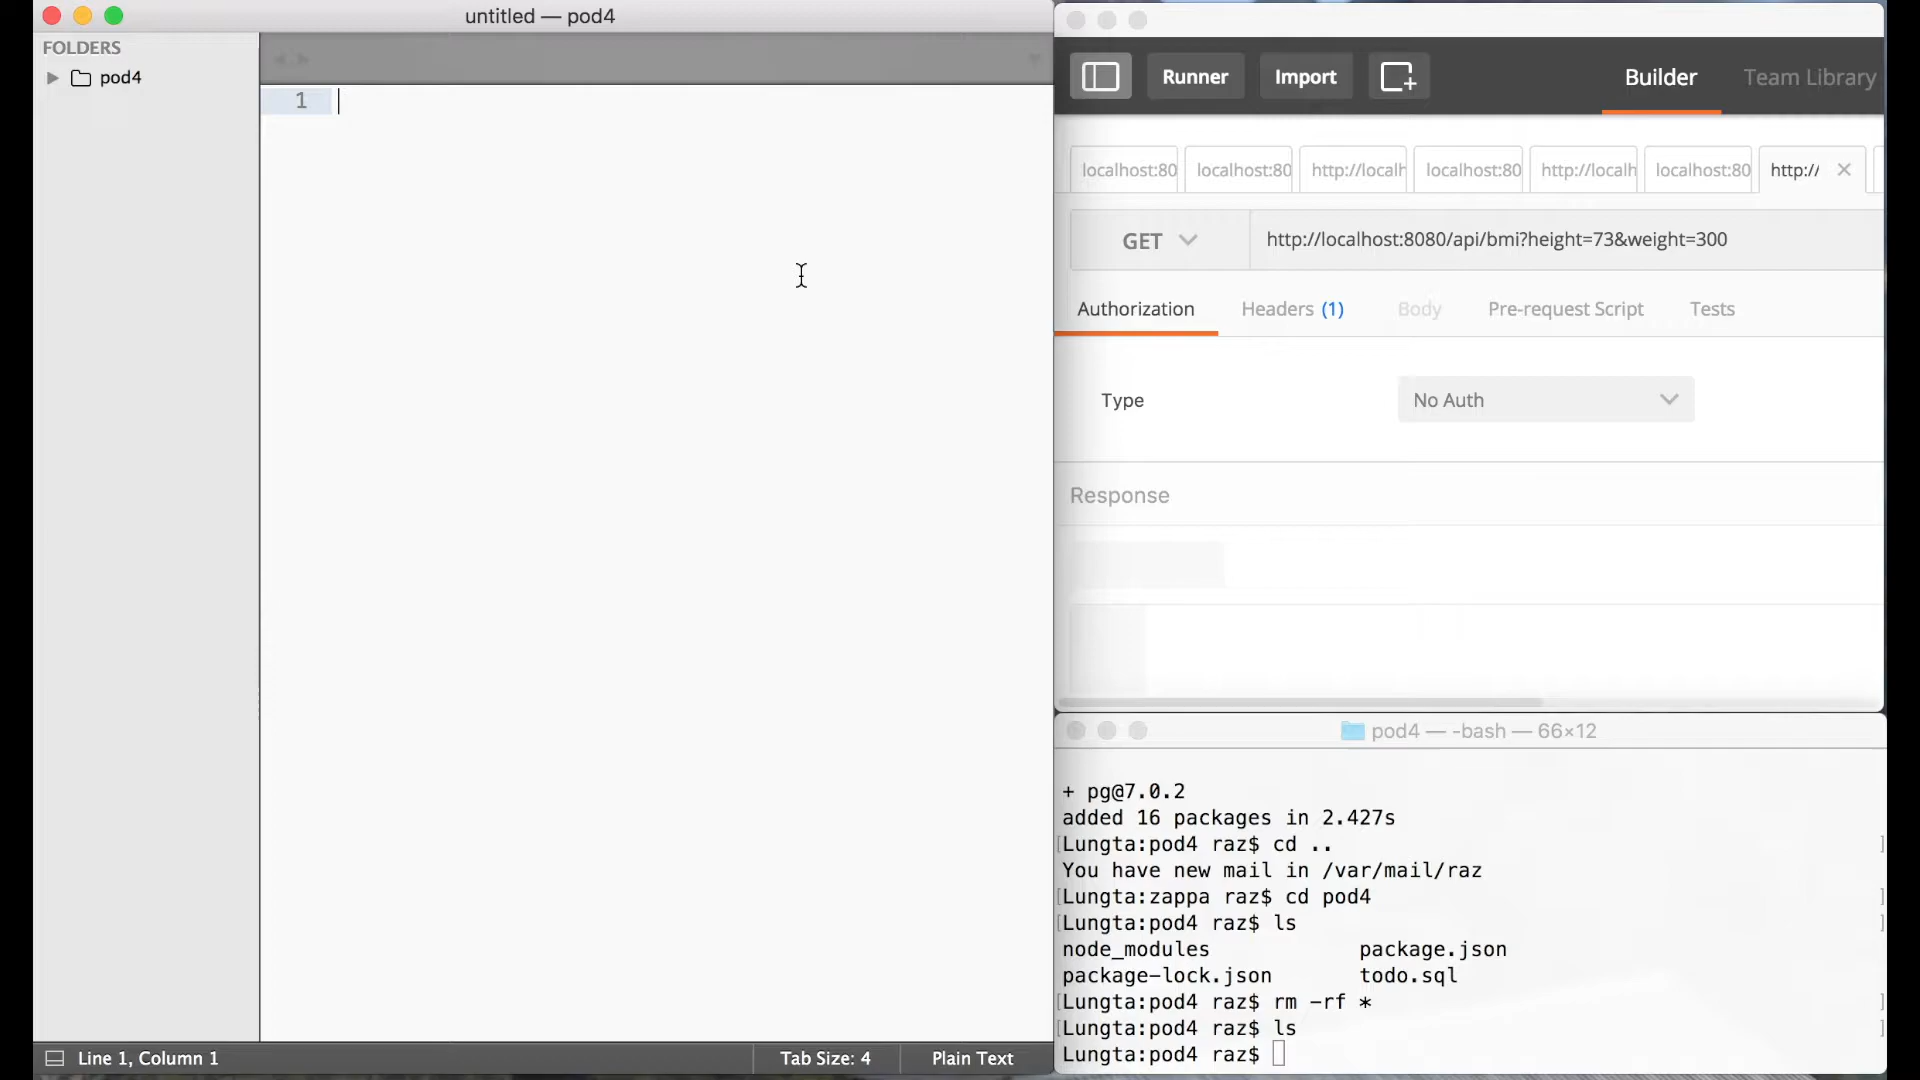 untitled — pod4
FOLDERS
pod4
1
Line 1, Column 1
Tab Size: 4
Plain Text
Runner
Import
Builder
Team Library
localhost:80
localhost:80
http://localh
localhost:80
http://localh
localhost:80
http://
GET
http://localhost:8080/api/bmi?height=73&weight=300
Authorization
Headers (1)
Body
Pre-request Script
Tests
Type
No Auth
Response
pod4 — -bash — 66×12
+ pg@7.0.2
added 16 packages in 2.427s
[Lungta:pod4 raz$ cd .. ]
You have new mail in /var/mail/raz
[Lungta:zappa raz$ cd pod4 ]
[Lungta:pod4 raz$ ls ]
node_modules package.json
package-lock.json todo.sql
[Lungta:pod4 raz$ rm -rf * ]
[Lungta:pod4 raz$ ls ]
Lungta:pod4 raz$